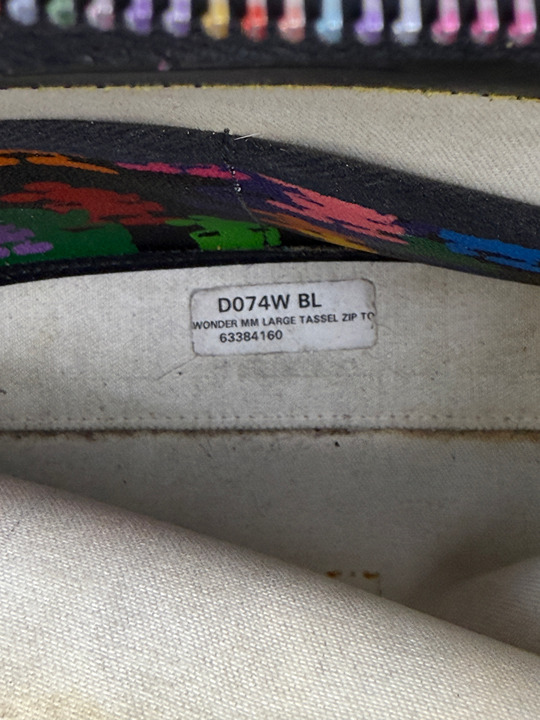 D074W BL
WONDER MM LARGE TASSEL ZIP TO
63384160